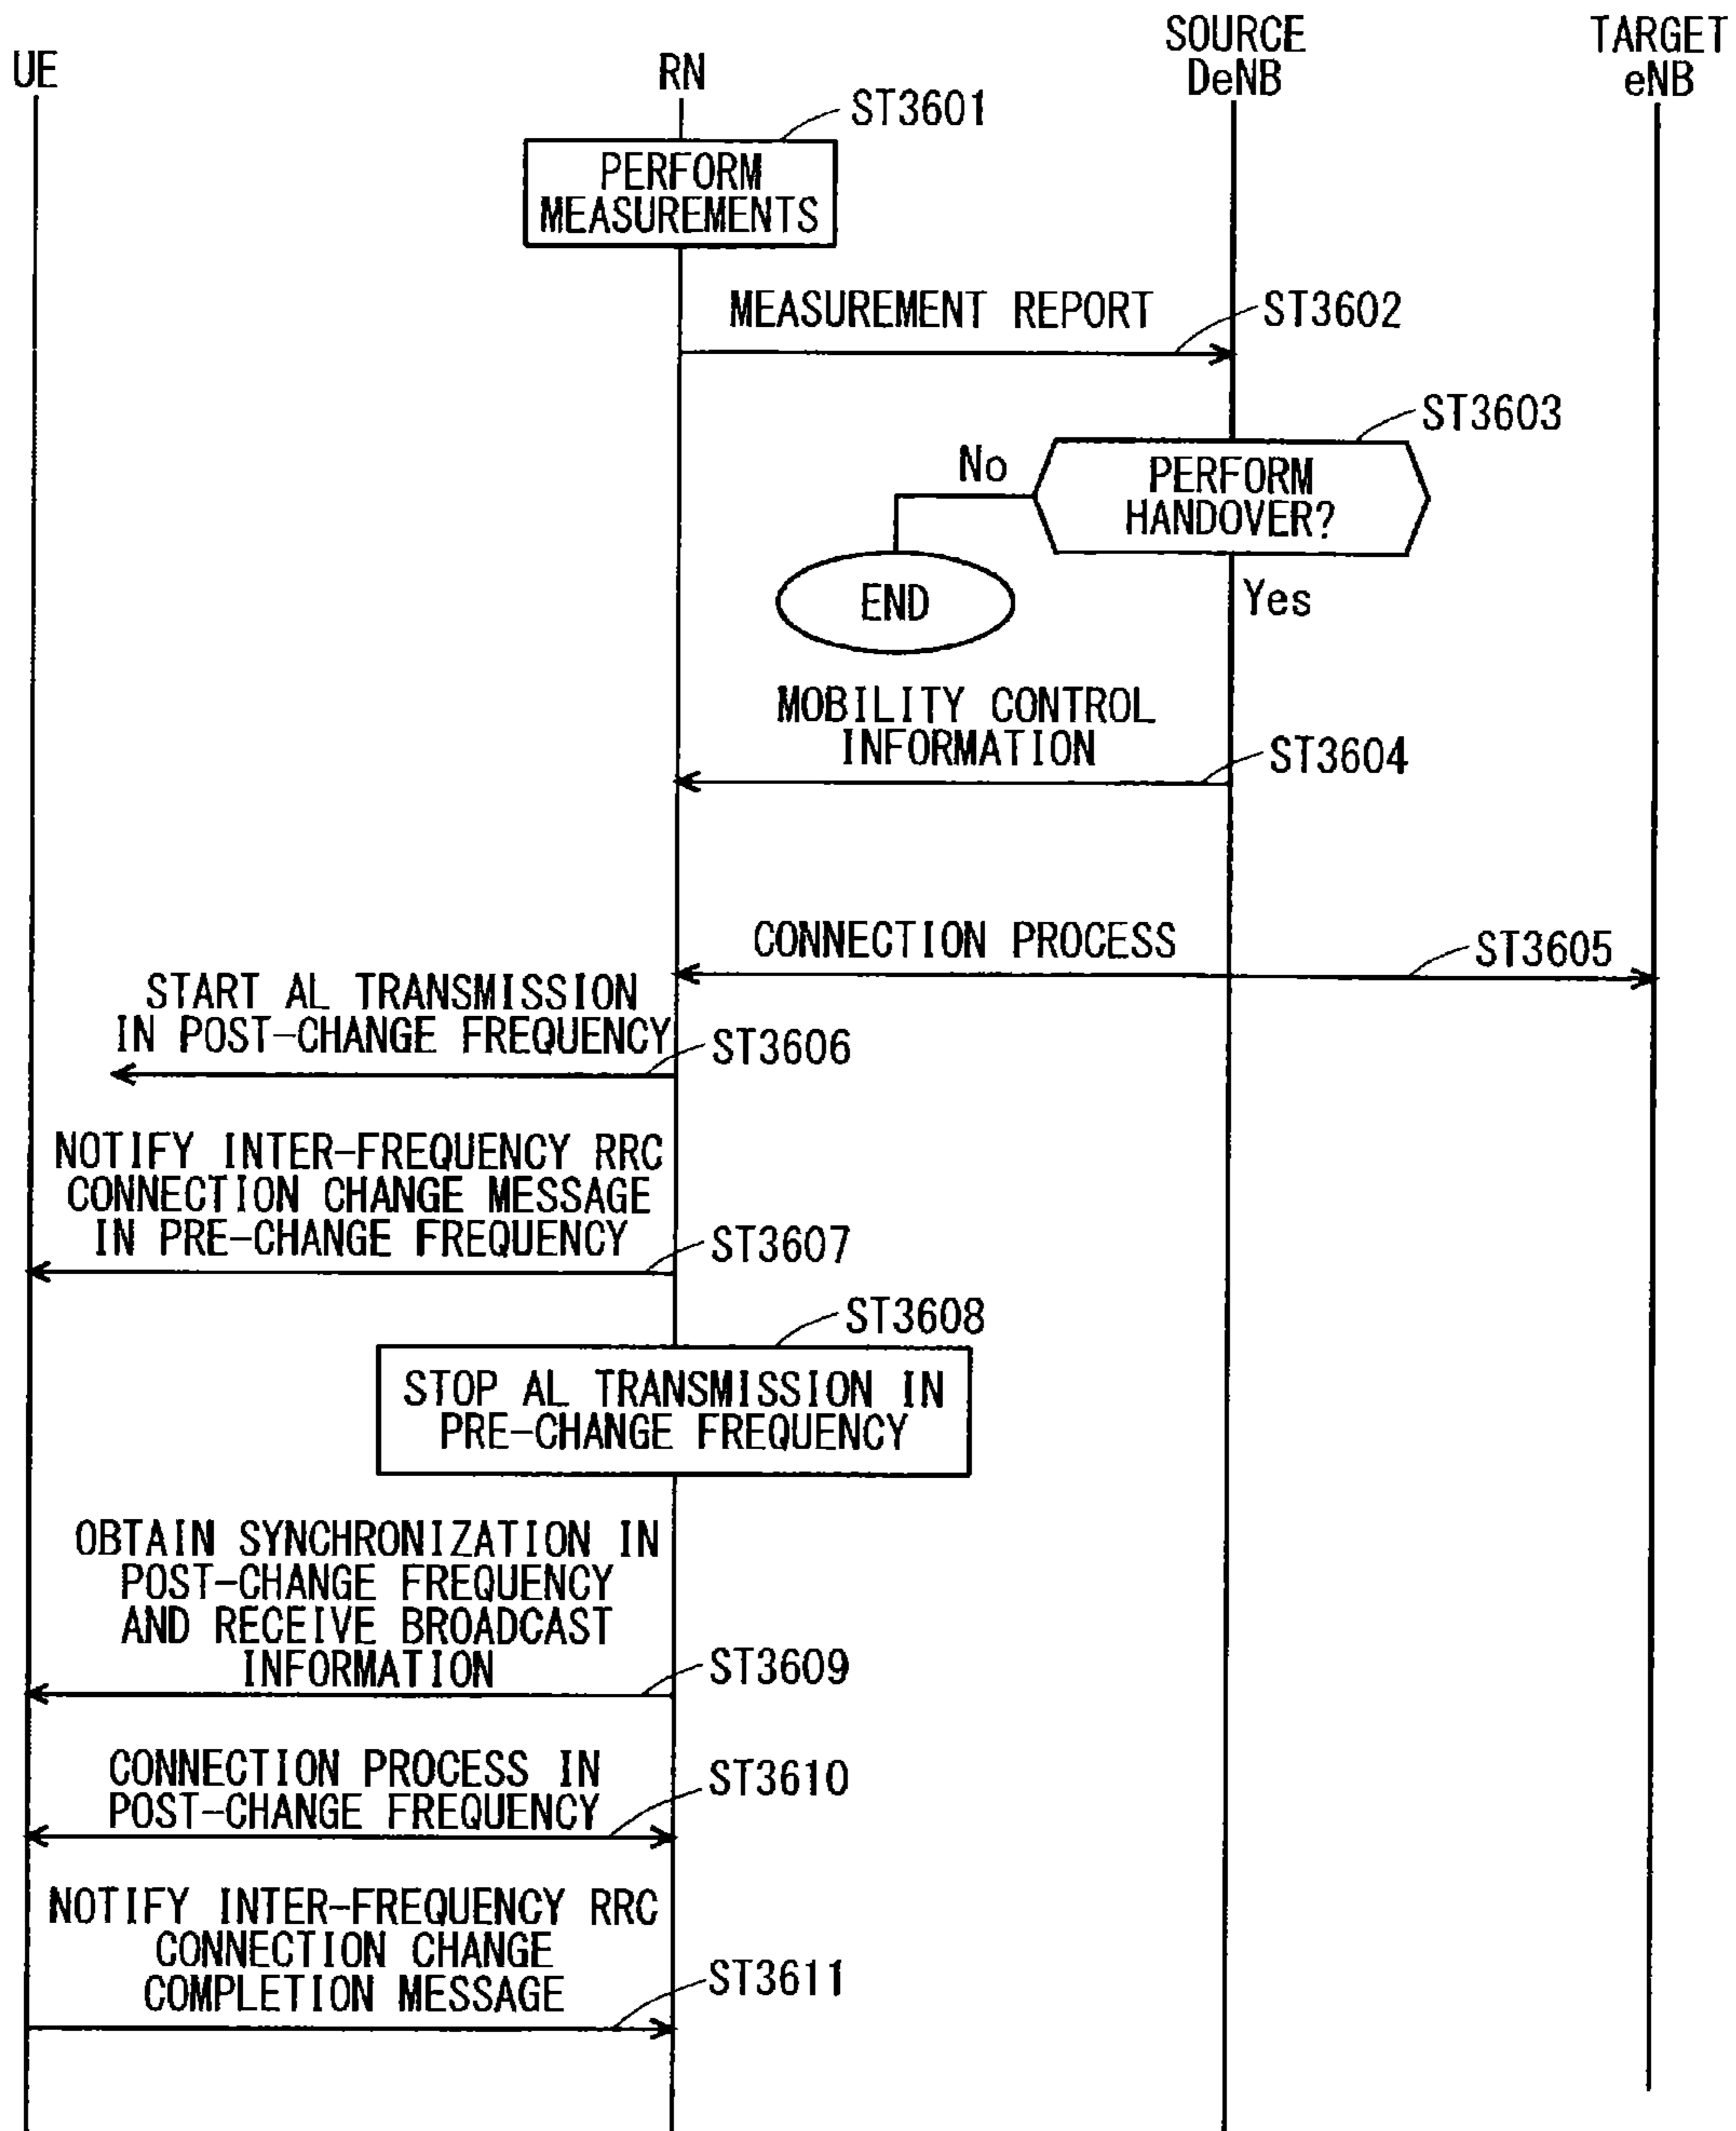 UE
RN
SOURCE
DeNB
TARGET
eNB
ST3601
PERFORM
MEASUREMENTS
MEASUREMENT REPORT
ST3602
ST3603
No
PERFORM
HANDOVER?
END
Yes
MOBILITY CONTROL
INFORMATION
ST3604
CONNECTION PROCESS
ST3605
START AL TRANSMISSION
IN POST-CHANGE FREQUENCY
ST3606
NOTIFY INTER-FREQUENCY RRC
CONNECTION CHANGE MESSAGE
IN PRE-CHANGE FREQUENCY
ST3607
ST3608
STOP AL TRANSMISSION IN
PRE-CHANGE FREQUENCY
OBTAIN SYNCHRONIZATION IN
POST-CHANGE FREQUENCY
AND RECEIVE BROADCAST
INFORMATION
ST3609
CONNECTION PROCESS IN
POST-CHANGE FREQUENCY
ST3610
NOTIFY INTER-FREQUENCY RRC
CONNECTION CHANGE
COMPLETION MESSAGE
ST3611